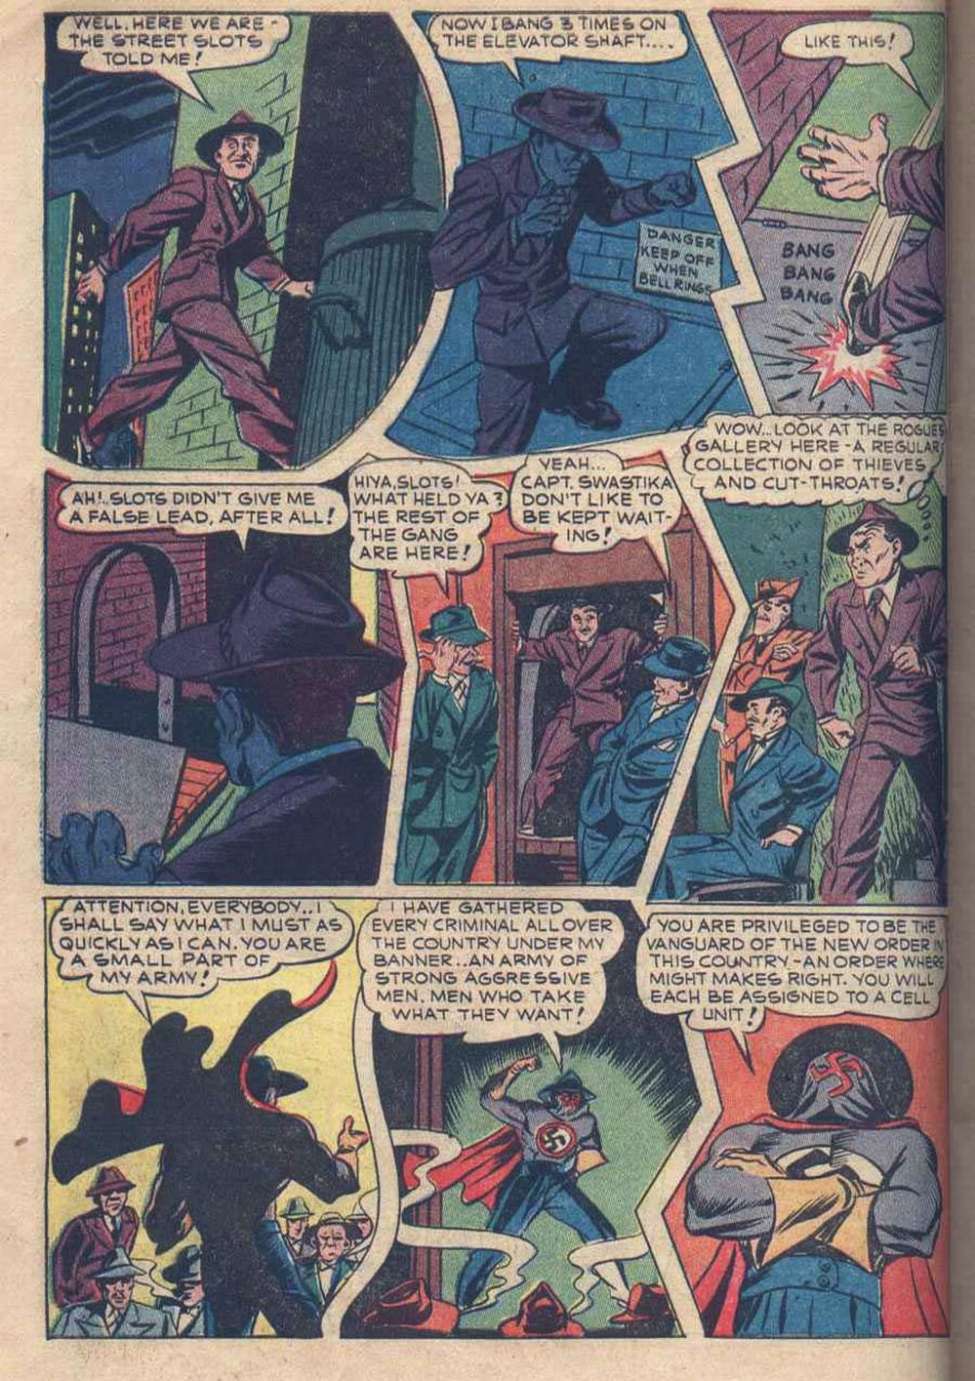 WELL, HERE WE ARE -
THE STREET SLOTS
TOLD ME!
NOW I BANG 3 TIMES ON
THE ELEVATOR SHAFT....
DANGER
KEEP OFF
WHEN
BELL RINGS
LIKE THIS!
BANG
BANG
BANG
AH!..SLOTS DIDN'T GIVE ME
A FALSE LEAD, AFTER ALL!
HIYA, SLOTS!
WHAT HELD YA?
THE REST OF
THE GANG
ARE HERE!
YEAH...
CAPT. SWASTIKA
DON'T LIKE TO
BE KEPT WAIT-
ING!
WOW...LOOK AT THE ROGUES
GALLERY HERE - A REGULAR
COLLECTION OF THIEVES
AND CUT-THROATS!
ATTENTION, EVERYBODY..I
SHALL SAY WHAT I MUST AS
QUICKLY AS I CAN. YOU ARE
A SMALL PART OF
MY ARMY!
I HAVE GATHERED
EVERY CRIMINAL ALL OVER
THE COUNTRY UNDER MY
BANNER..AN ARMY OF
STRONG AGGRESSIVE
MEN. MEN WHO TAKE
WHAT THEY WANT!
YOU ARE PRIVILEGED TO BE THE
VANGUARD OF THE NEW ORDER IN
THIS COUNTRY - AN ORDER WHERE
MIGHT MAKES RIGHT. YOU WILL
EACH BE ASSIGNED TO A CELL
UNIT!